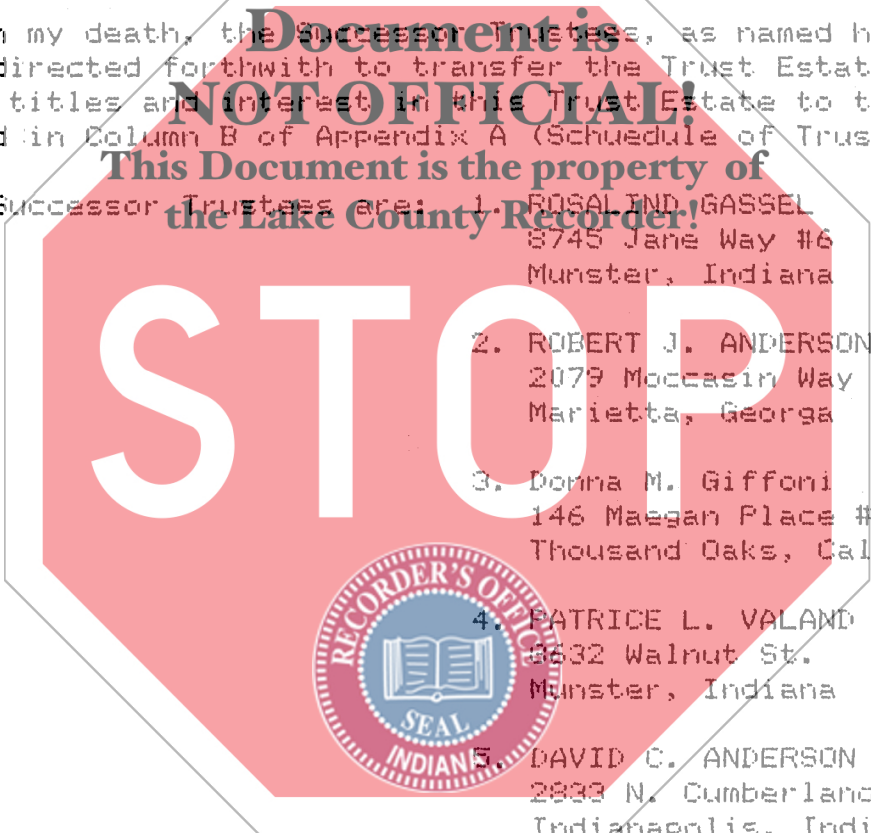 my death, the Successor Trustees, as named h
directed forthwith to transfer the Trust Estat
titles and interest in this Trust Estate to t
in Column B of Appendix A (Schuedule of Trus
Successor Trustees are: 1. ROSALIND GASSEL
8745 Jane Way #6
Munster, Indiana
2. ROBERT J. ANDERSON
2079 Moccasin Way
Marietta, Georga
3. Donna M. Giffoni
146 Maegan Place #
Thousand Oaks, Cal
4. PATRICE L. VALAND
8632 Walnut St.
Munster, Indiana
5. DAVID C. ANDERSON
2833 N. Cumberland
Indianapolis, Indi
Document is
NOT OFFICIAL!
This Document is the property of
the Lake County Recorder!
STOP
RECORDER'S OFFICE
SEAL
INDIANA